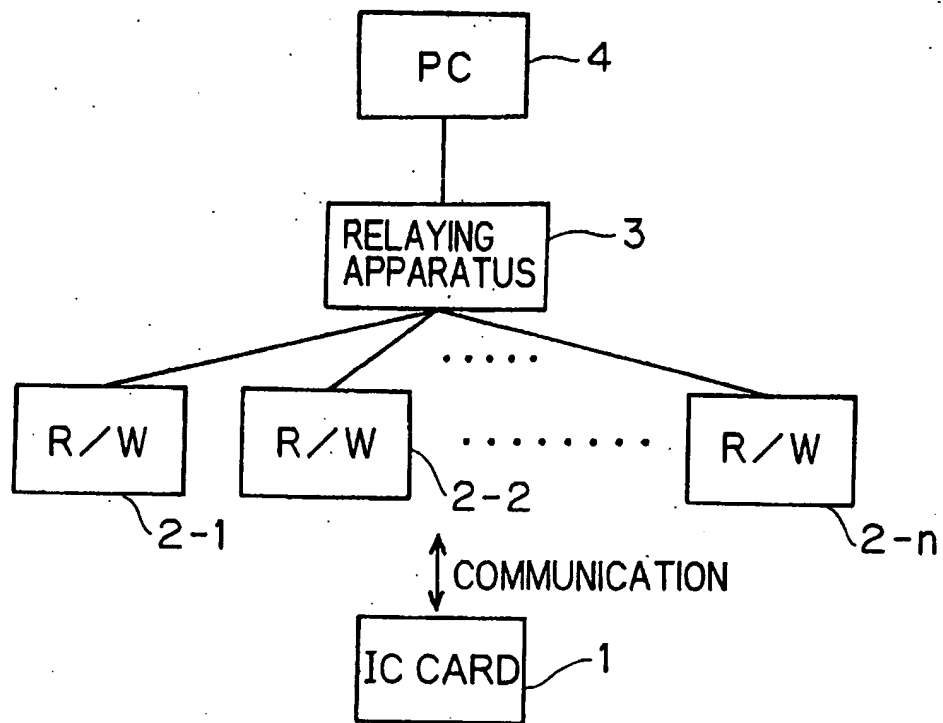 PC
4
RELAYING
APPARATUS
3
R/W
R/W
R/W
2-1
2-2
2-n
COMMUNICATION
IC CARD
1